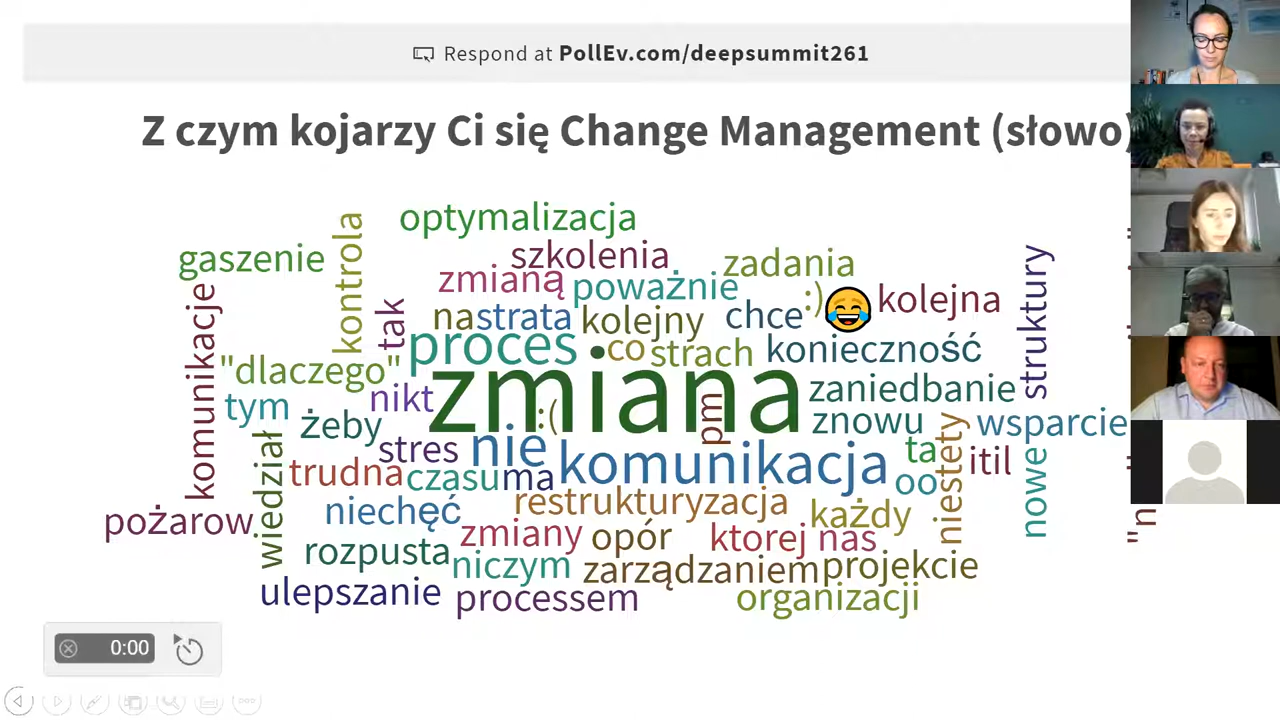 Respond at PollEv.com/deepsummit261
Z czym kojarzy Ci się Change Management (słowo)
optymalizacja
kontrola
gaszenie
szkolenia
zmianą
poważnie
zadania
:)
kolejna
struktury
komunikacje
tak
na
strata
kolejny
chce
"dlaczego"
proces
co
strach
konieczność
zmiana
:(
pm
nikt
zaniedbanie
tym
żeby
znowu
wsparcie
stres
nie
komunikacja
ta
niestety
itil
nowe
wiedział
trudna
czasu
ma
oo
pożarow
niechęć
restrukturyzacja
każdy
"n
rozpusta
zmiany
opór
ktorej
nas
niczym
zarządzaniem
projekcie
ulepszanie
processem
organizacji
0:00